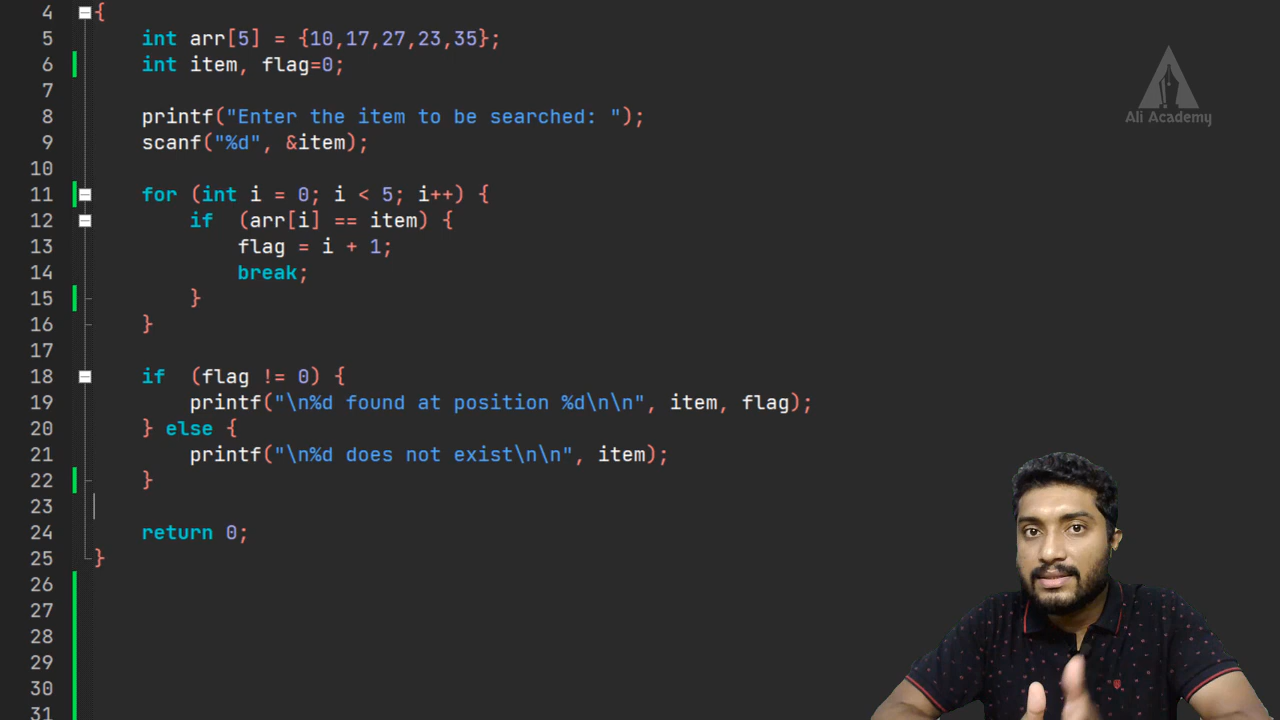 4 {
5 int arr[5] = {10,17,27,23,35};
6 int item, flag=0;
7
8 printf("Enter the item to be searched: ");
9 scanf("%d", &item);
10
11 for (int i = 0; i < 5; i++) {
12 if (arr[i] == item) {
13 flag = i + 1;
14 break;
15 }
16 }
17
18 if (flag != 0) {
19 printf("\n%d found at position %d\n\n", item, flag);
20 } else {
21 printf("\n%d does not exist\n\n", item);
22 }
23
24 return 0;
25 }
26
27
28
29
30
31
Ali Academy